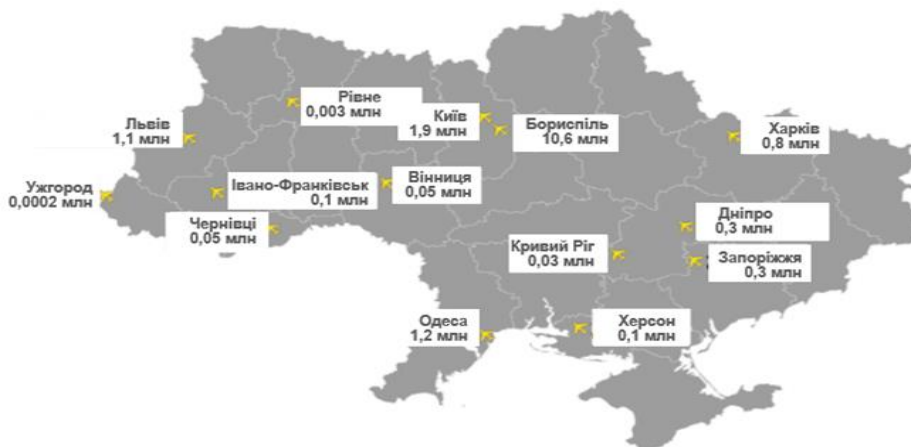 Рівне
0,003 млн
Львів
1,1 млн
Київ
1,9 млн
Бориспіль
10,6 млн
Харків
0,8 млн
Ужгород
0,0002 млн
Івано-Франківськ
0,1 млн
Вінниця
0,05 млн
Чернівці
0,05 млн
Дніпро
0,3 млн
Кривий Ріг
0,03 млн
Запоріжжя
0,3 млн
Одеса
1,2 млн
Херсон
0,1 млн